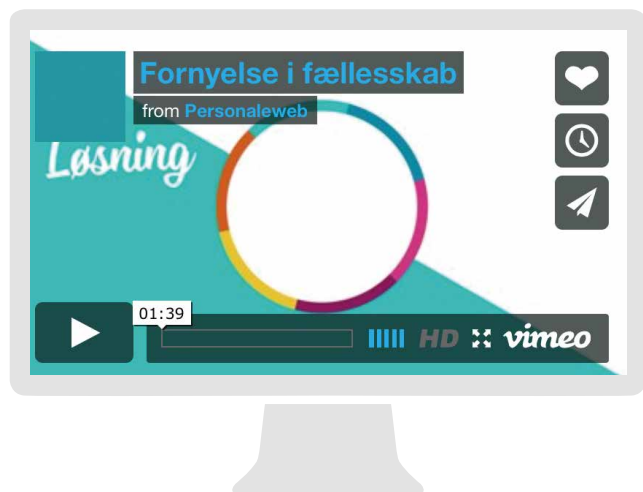 Fornyelse i fællesskab
from Personaleweb
Løsning
01:39
HD vimeo